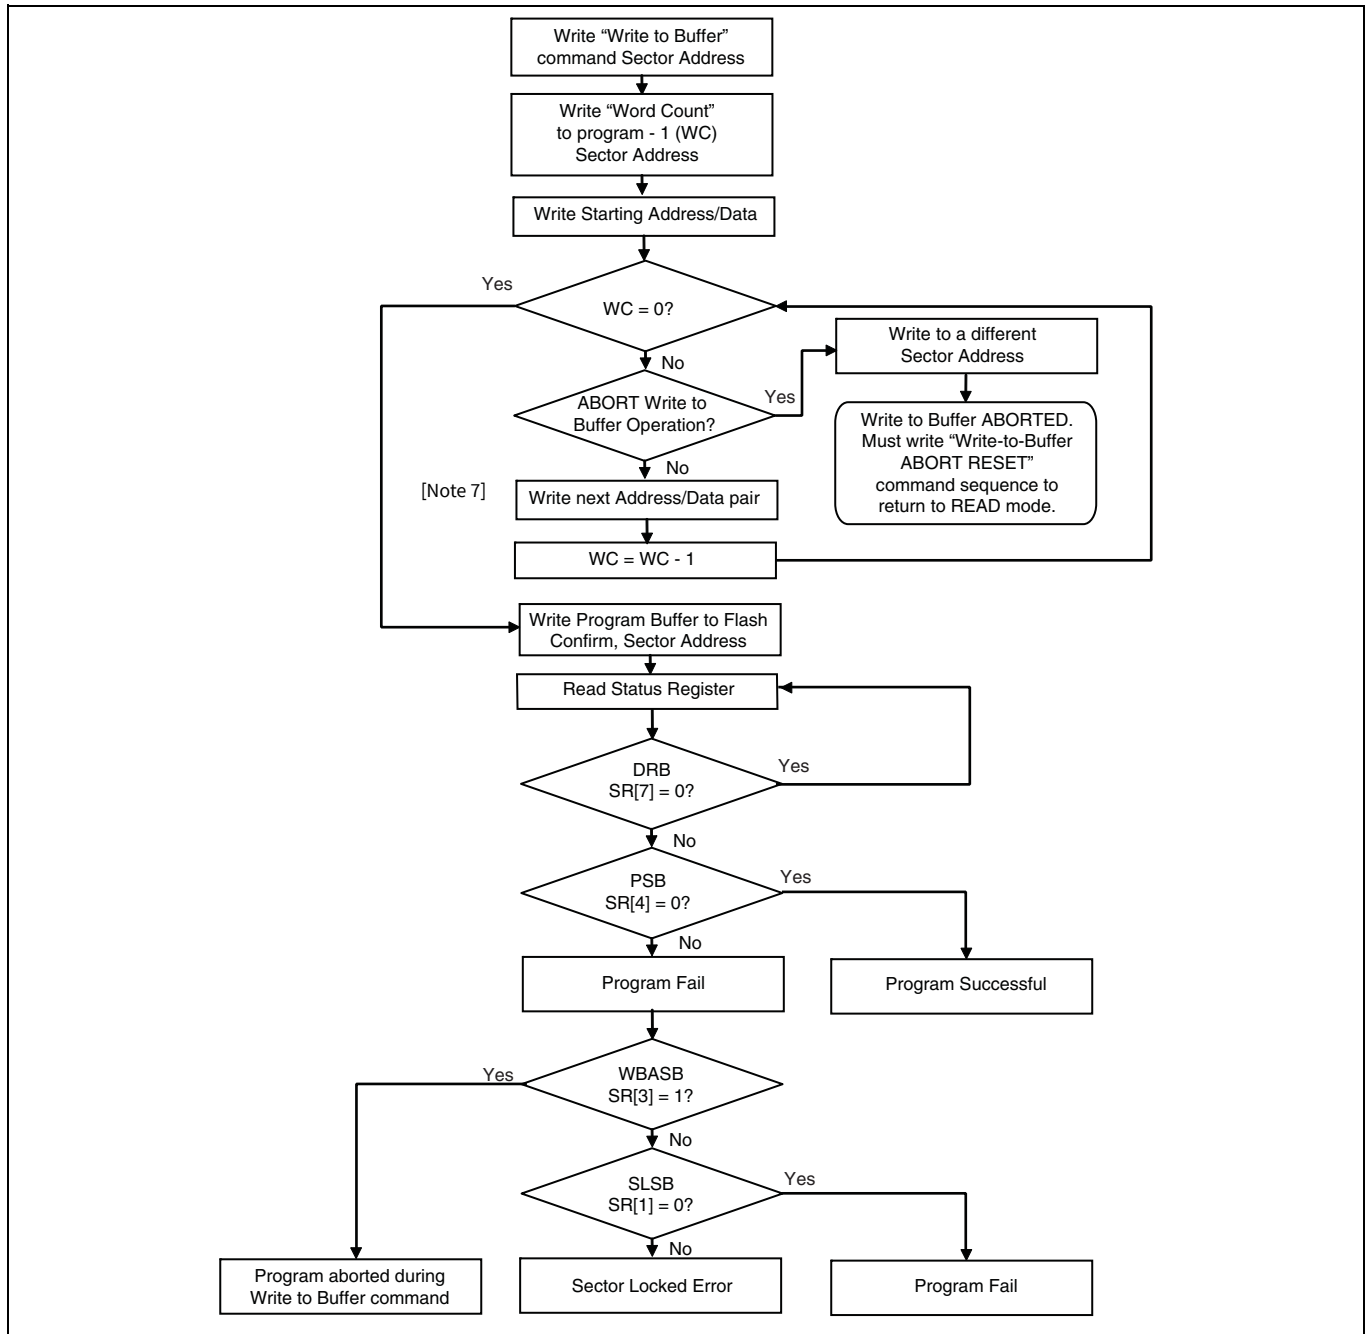 Write “Write to Buffer”
command Sector Address
Write “Word Count”
to program - 1 (WC)
Sector Address
Write Starting Address/Data
Yes
WC = 0?
Write to a different
Sector Address
No
Yes
ABORT Write to
Buffer Operation?
Write to Buffer ABORTED.
Must write “Write-to-Buffer
ABORT RESET”
command sequence to
return to READ mode.
No
[Note 7]
Write next Address/Data pair
WC = WC - 1
Write Program Buffer to Flash
Confirm, Sector Address
Read Status Register
DRB
SR[7] = 0?
Yes
No
PSB
SR[4] = 0?
Yes
No
Program Fail
Program Successful
Yes
WBASB
SR[3] = 1?
No
SLSB
SR[1] = 0?
Yes
No
Program aborted during
Write to Buffer command
Sector Locked Error
Program Fail